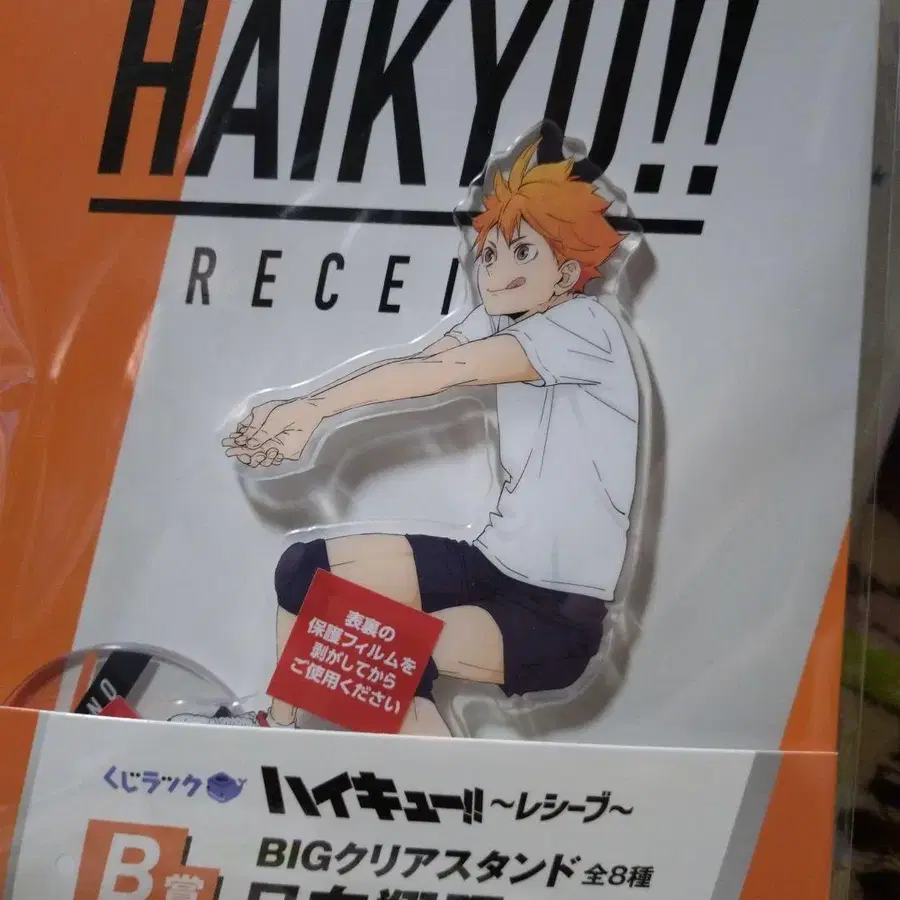 HAIKYU!!
RECEI
表裏の
保護フィルムを
剥がしてから
ご使用ください
くじラック
ハイキュー!! ～レシーブ～
B賞
BIGクリアスタンド 全8種